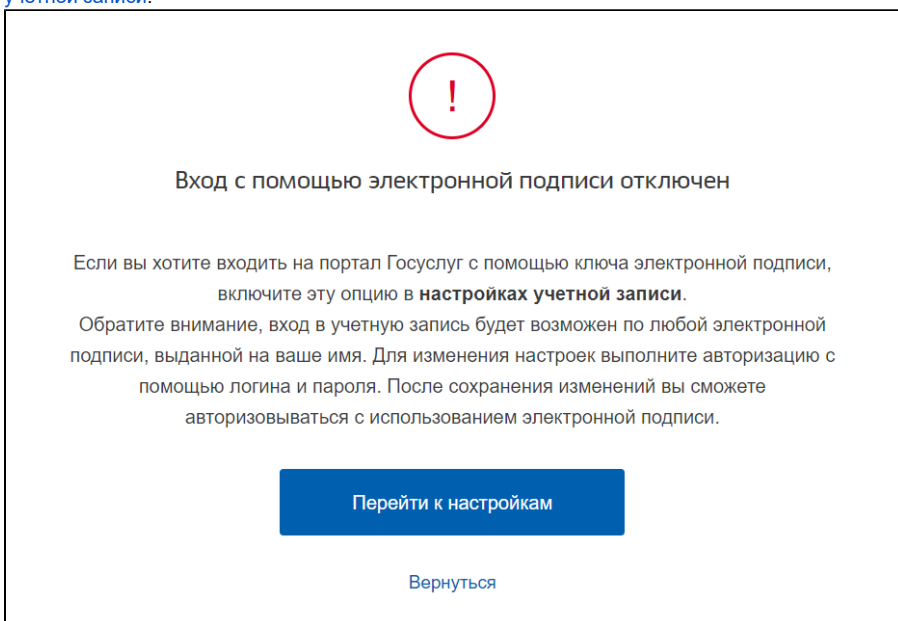 учетной записи.
!
Вход с помощью электронной подписи отключен
Если вы хотите входить на портал Госуслуг с помощью ключа электронной подписи,
включите эту опцию в настройках учетной записи.
Обратите внимание, вход в учетную запись будет возможен по любой электронной
подписи, выданной на ваше имя. Для изменения настроек выполните авторизацию с
помощью логина и пароля. После сохранения изменений вы сможете
авторизовываться с использованием электронной подписи.
Перейти к настройкам
Вернуться